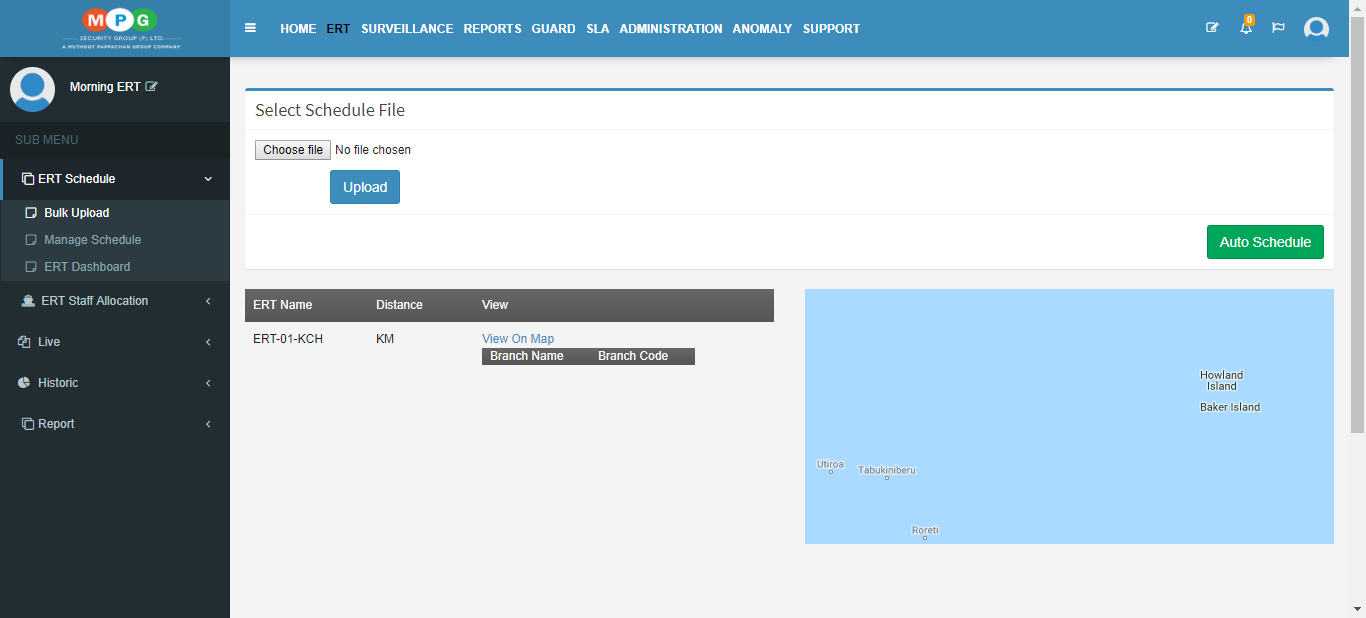 MPG
SECURITY GROUP (P) LTD.
A MUTHOOT PAPPACHAN GROUP COMPANY
HOME ERT SURVEILLANCE REPORTS GUARD SLA ADMINISTRATION ANOMALY SUPPORT
0
Morning ERT
SUB MENU
ERT Schedule
Bulk Upload
Manage Schedule
ERT Dashboard
ERT Staff Allocation
Live
Historic
Report
Select Schedule File
Choose file No file chosen
Upload
Auto Schedule
ERT Name Distance View
ERT-01-KCH KM View On Map
Branch Name Branch Code
Howland
Island
Baker Island
Utiroa
Tabukiniberu
Roreti